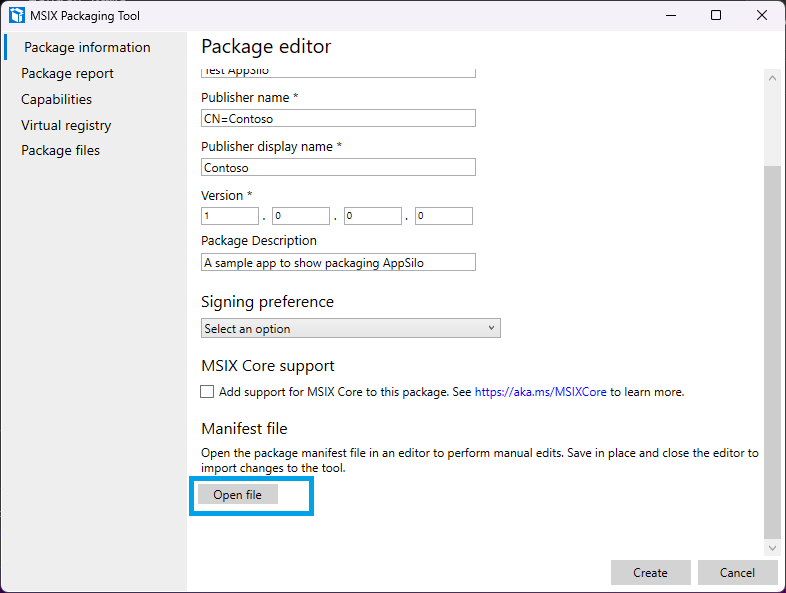 MSIX Packaging Tool
Package information
Package report
Capabilities
Virtual registry
Package files
Package editor
Test AppSilo
Publisher name *
CN=Contoso
Publisher display name *
Contoso
Version *
1 . 0 . 0 . 0
Package Description
A sample app to show packaging AppSilo
Signing preference
Select an option
MSIX Core support
Add support for MSIX Core to this package. See https://aka.ms/MSIXCore to learn more.
Manifest file
Open the package manifest file in an editor to perform manual edits. Save in place and close the editor to
import changes to the tool.
Open file
Create
Cancel